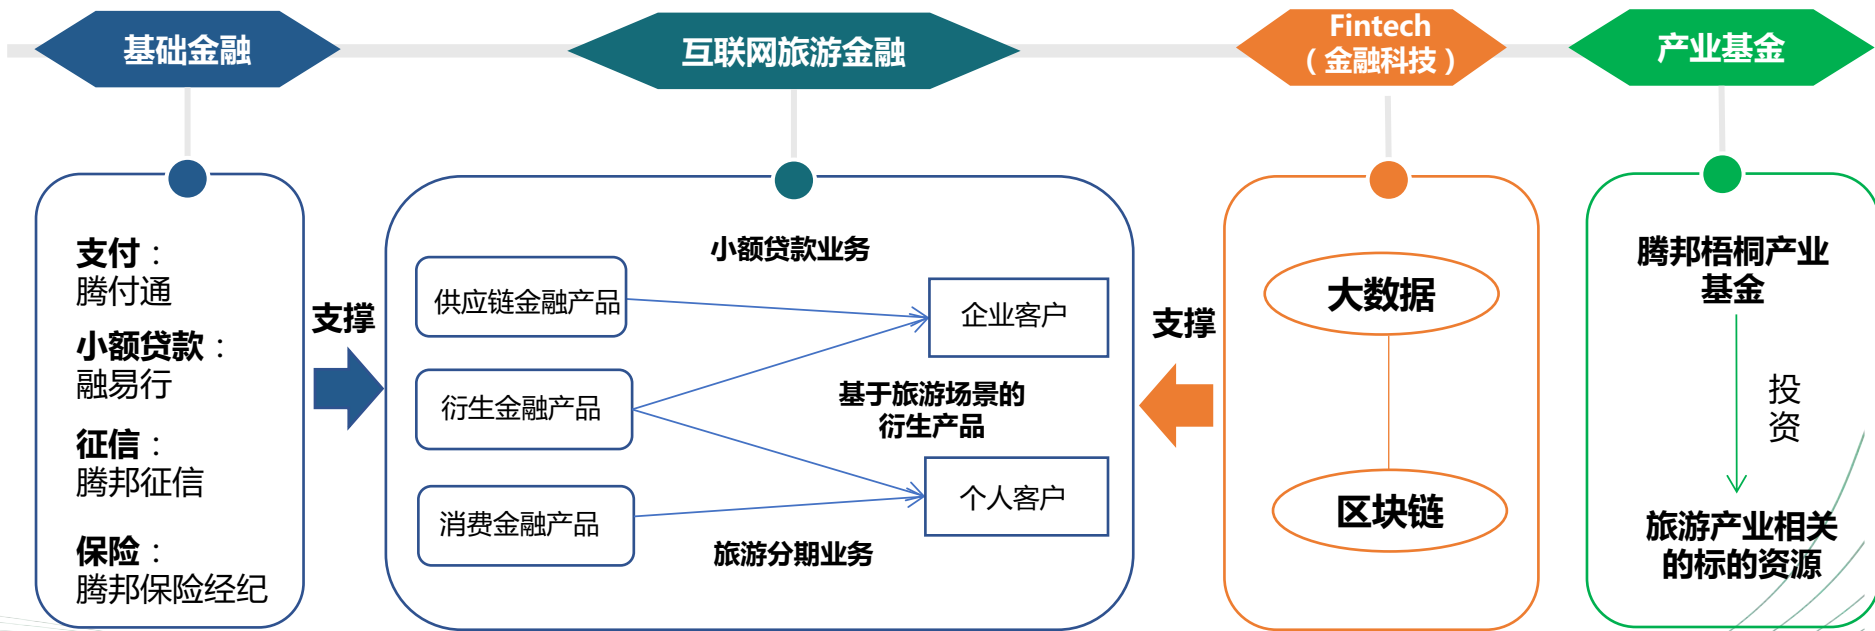 基础金融
互联网旅游金融
Fintech
（金融科技）
产业基金
支付：
腾付通
小额贷款：
融易行
征信：
腾邦征信
保险：
腾邦保险经纪
支撑
小额贷款业务
供应链金融产品
企业客户
衍生金融产品
基于旅游场景的
衍生产品
消费金融产品
个人客户
旅游分期业务
支撑
大数据
区块链
腾邦梧桐产业
基金
投
资
旅游产业相关
的标的资源